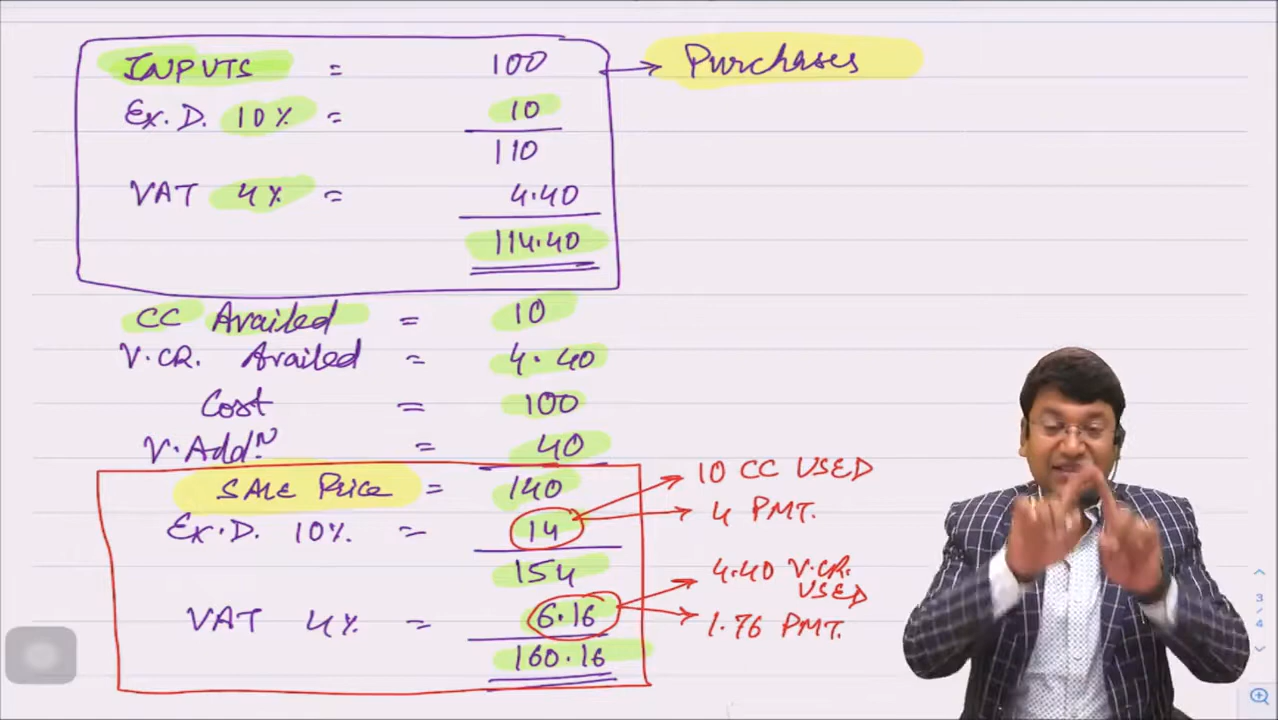 INPUTS = 100 → Purchases
Ex.D. 10% = 10
110
VAT 4% = 4.40
114.40
CC Availed = 10
V.CR. Availed = 4.40
Cost = 100
V.Addᴺ = 40
SALE Price = 140
Ex.D. 10% = 14
154
VAT 4% = 6.16
160.16
10 CC USED
4 PMT.
4.40 V.CR.
USED
1.76 PMT.
3
4